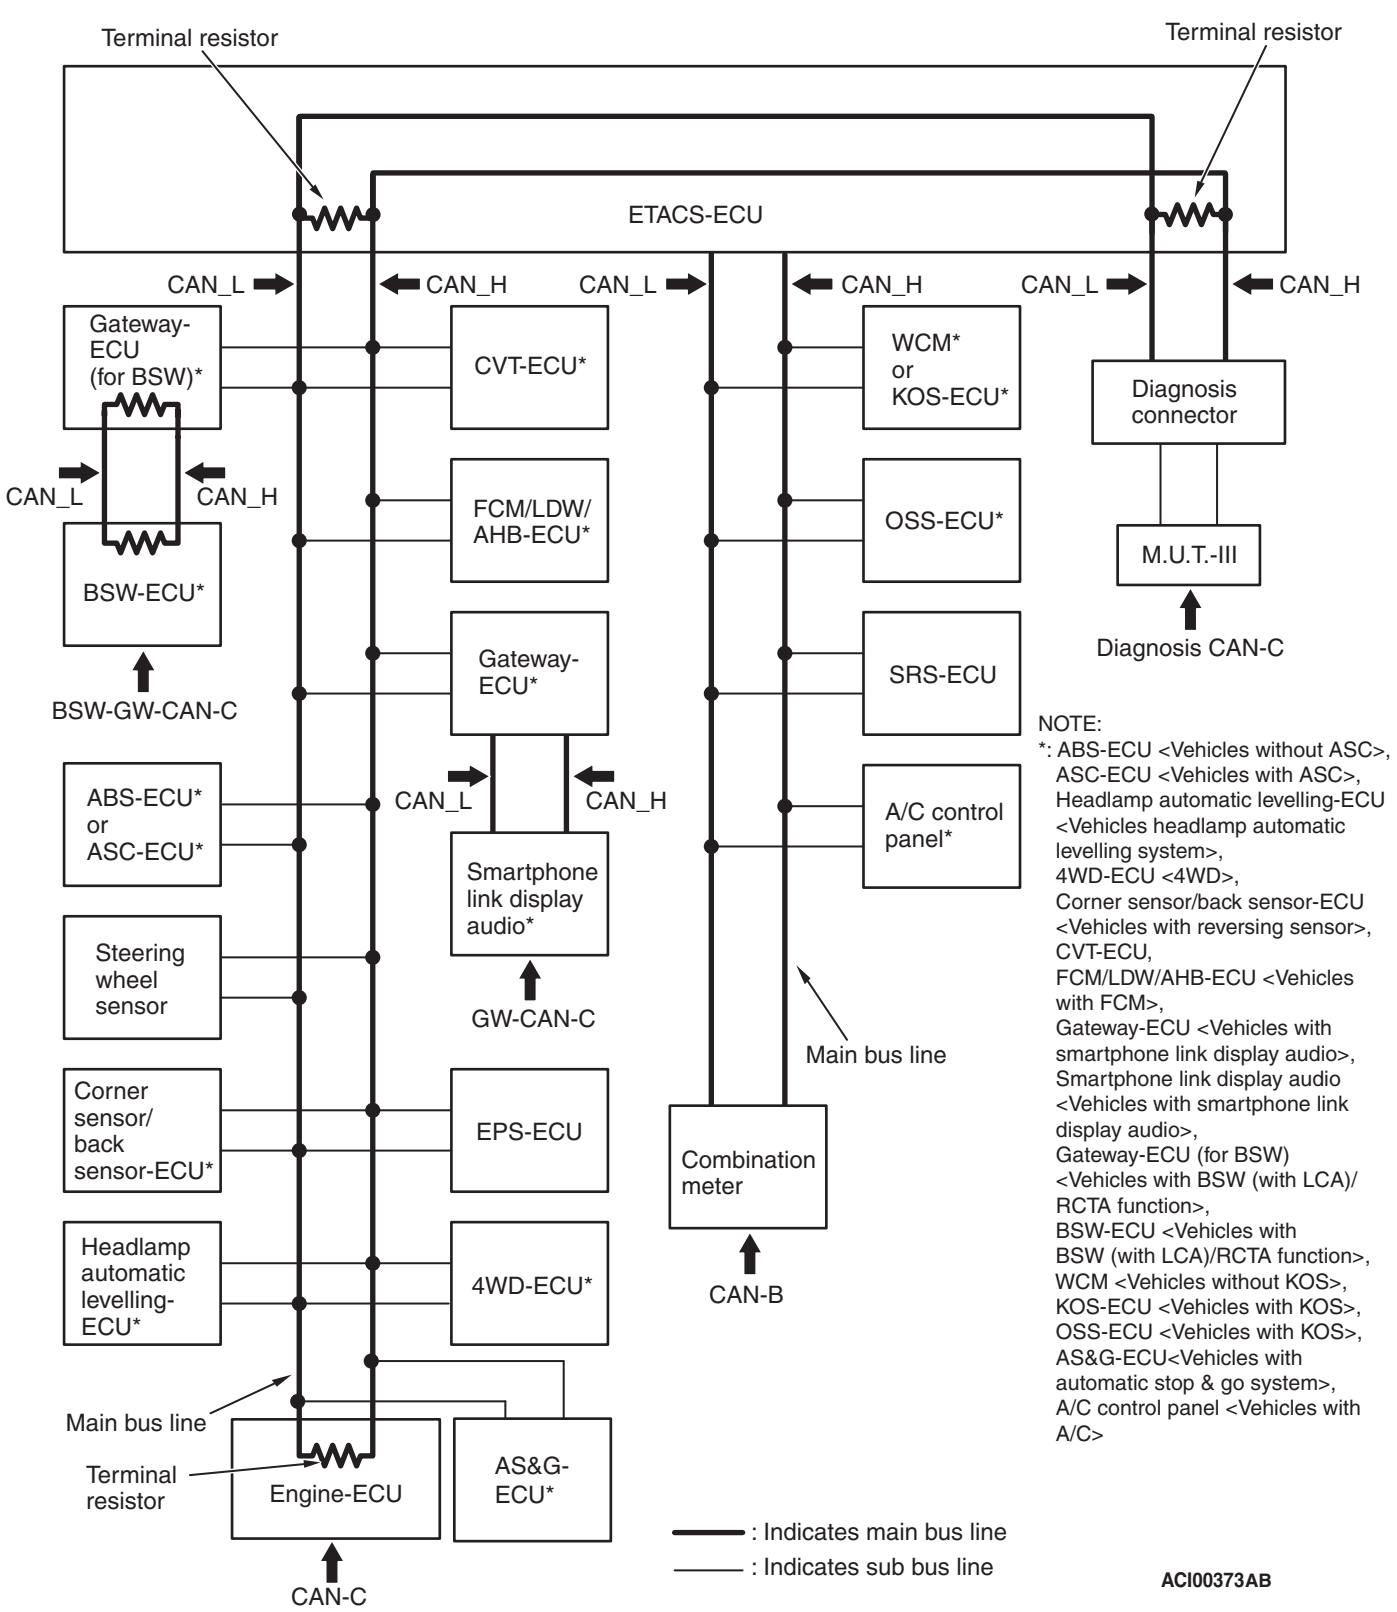 Terminal resistor
Terminal resistor
ETACS-ECU
CAN_L
CAN_H
CAN_L
CAN_H
CAN_L
CAN_H
Gateway-
ECU
(for BSW)*
CVT-ECU*
WCM*
or
KOS-ECU*
Diagnosis
connector
CAN_L
CAN_H
FCM/LDW/
AHB-ECU*
OSS-ECU*
M.U.T.-III
BSW-ECU*
Diagnosis CAN-C
Gateway-
ECU*
SRS-ECU
BSW-GW-CAN-C
ABS-ECU*
or
ASC-ECU*
CAN_L
CAN_H
A/C control
panel*
Smartphone
link display
audio*
Steering
wheel
sensor
GW-CAN-C
Main bus line
Corner
sensor/
back
sensor-ECU*
EPS-ECU
Combination
meter
Headlamp
automatic
levelling-
ECU*
4WD-ECU*
CAN-B
Main bus line
Terminal
resistor
Engine-ECU
AS&G-
ECU*
CAN-C
NOTE:
*: ABS-ECU <Vehicles without ASC>,
ASC-ECU <Vehicles with ASC>,
Headlamp automatic levelling-ECU
<Vehicles headlamp automatic
levelling system>,
4WD-ECU <4WD>,
Corner sensor/back sensor-ECU
<Vehicles with reversing sensor>,
CVT-ECU,
FCM/LDW/AHB-ECU <Vehicles
with FCM>,
Gateway-ECU <Vehicles with
smartphone link display audio>,
Smartphone link display audio
<Vehicles with smartphone link
display audio>,
Gateway-ECU (for BSW)
<Vehicles with BSW (with LCA)/
RCTA function>,
BSW-ECU <Vehicles with
BSW (with LCA)/RCTA function>,
WCM <Vehicles without KOS>,
KOS-ECU <Vehicles with KOS>,
OSS-ECU <Vehicles with KOS>,
AS&G-ECU<Vehicles with
automatic stop & go system>,
A/C control panel <Vehicles with
A/C>
: Indicates main bus line
: Indicates sub bus line
ACI00373AB